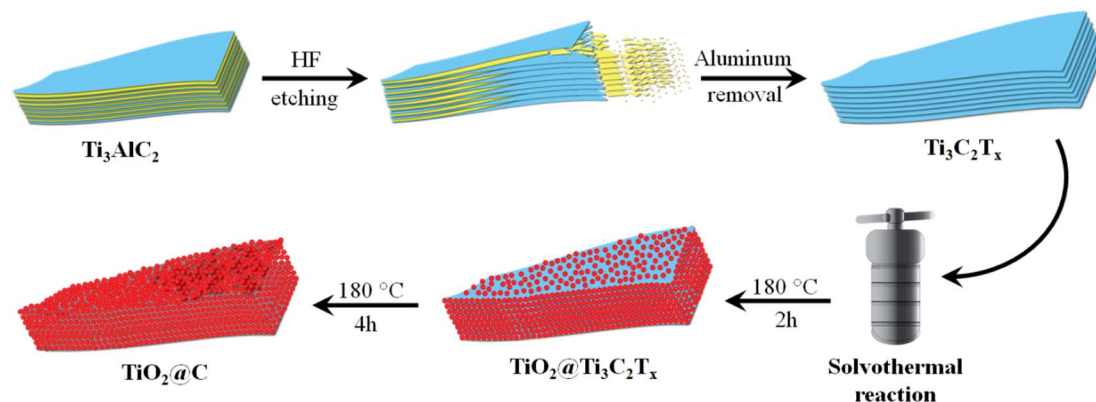 HF
etching
Aluminum
removal
Ti₃AlC₂
Ti₃C₂Tₓ
180 °C
2h
180 °C
4h
Solvothermal
reaction
TiO₂@Ti₃C₂Tₓ
TiO₂@C